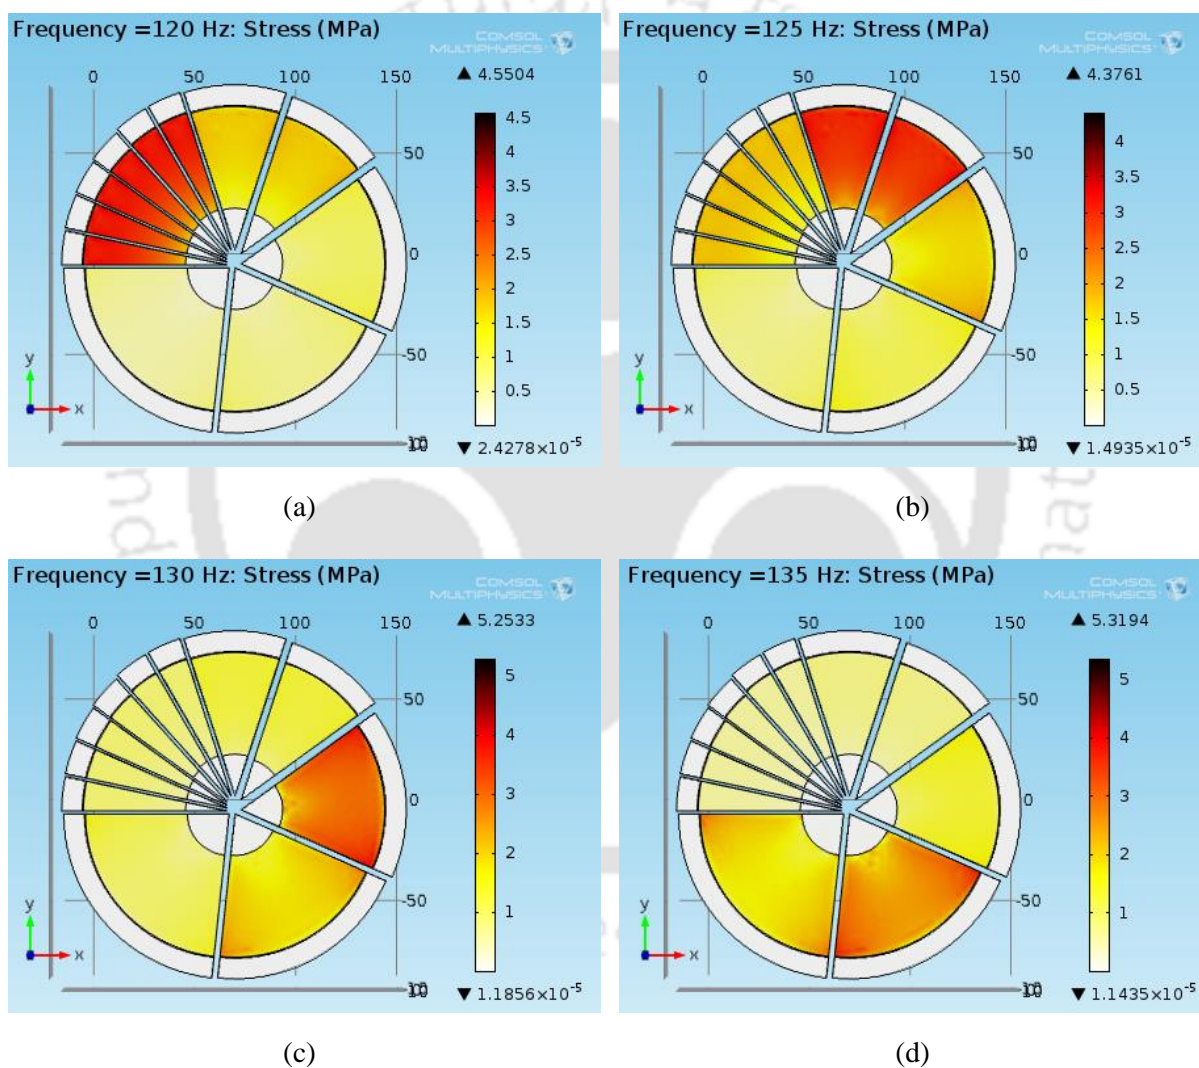 Frequency =120 Hz: Stress (MPa)
COMSOL
MULTIPHYSICS
0 50 100 150
▲ 4.5504
50
0
-50
4.5
4
3.5
3
2.5
2
1.5
1
0.5
y
x
▼ 2.4278×10⁻⁵
(a)
Frequency =125 Hz: Stress (MPa)
COMSOL
MULTIPHYSICS
0 50 100 150
▲ 4.3761
50
0
-50
4
3.5
3
2.5
2
1.5
1
0.5
y
x
▼ 1.4935×10⁻⁵
(b)
Frequency =130 Hz: Stress (MPa)
COMSOL
MULTIPHYSICS
0 50 100 150
▲ 5.2533
50
0
-50
5
4
3
2
1
y
x
▼ 1.1856×10⁻⁵
(c)
Frequency =135 Hz: Stress (MPa)
COMSOL
MULTIPHYSICS
0 50 100 150
▲ 5.3194
50
0
-50
5
4
3
2
1
y
x
▼ 1.1435×10⁻⁵
(d)